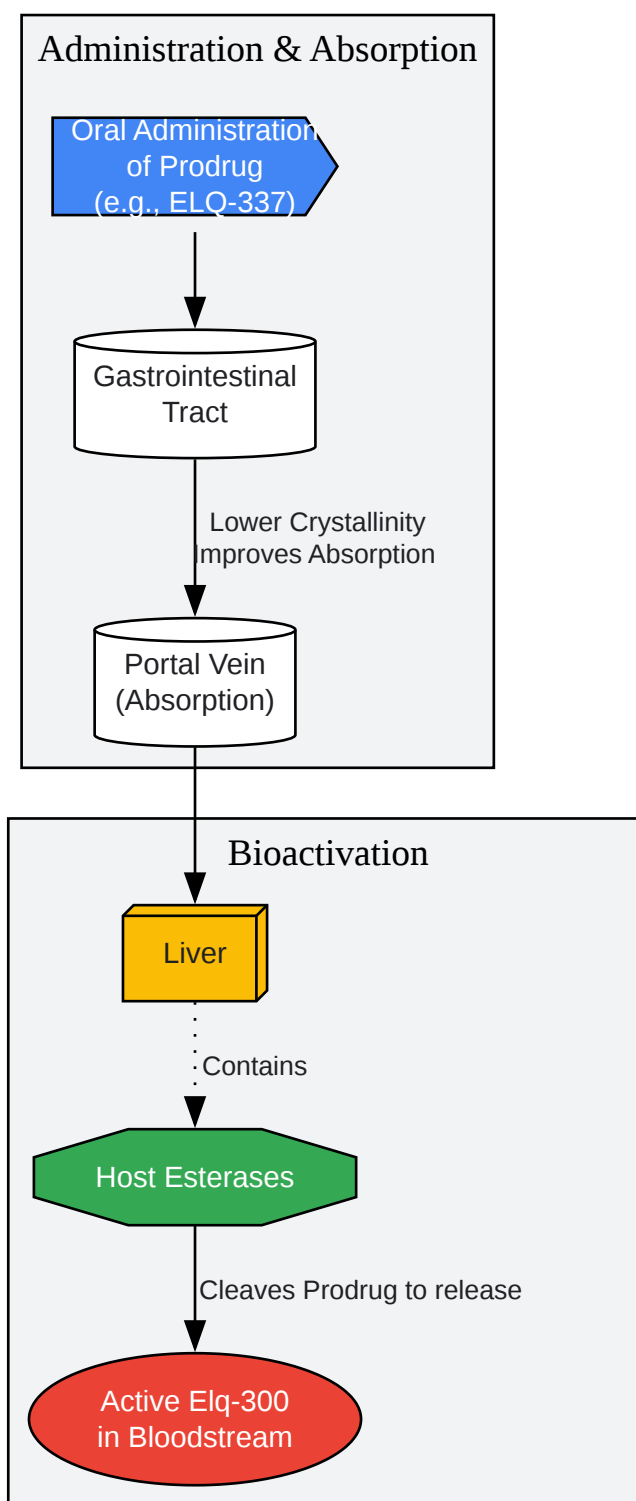 Administration & Absorption
Oral Administration
of Prodrug
(e.g., ELQ-337)
Gastrointestinal
Tract
Lower Crystallinity
Improves Absorption
Portal Vein
(Absorption)
Bioactivation
Liver
Contains
Host Esterases
Cleaves Prodrug to release
Active Elq-300
in Bloodstream